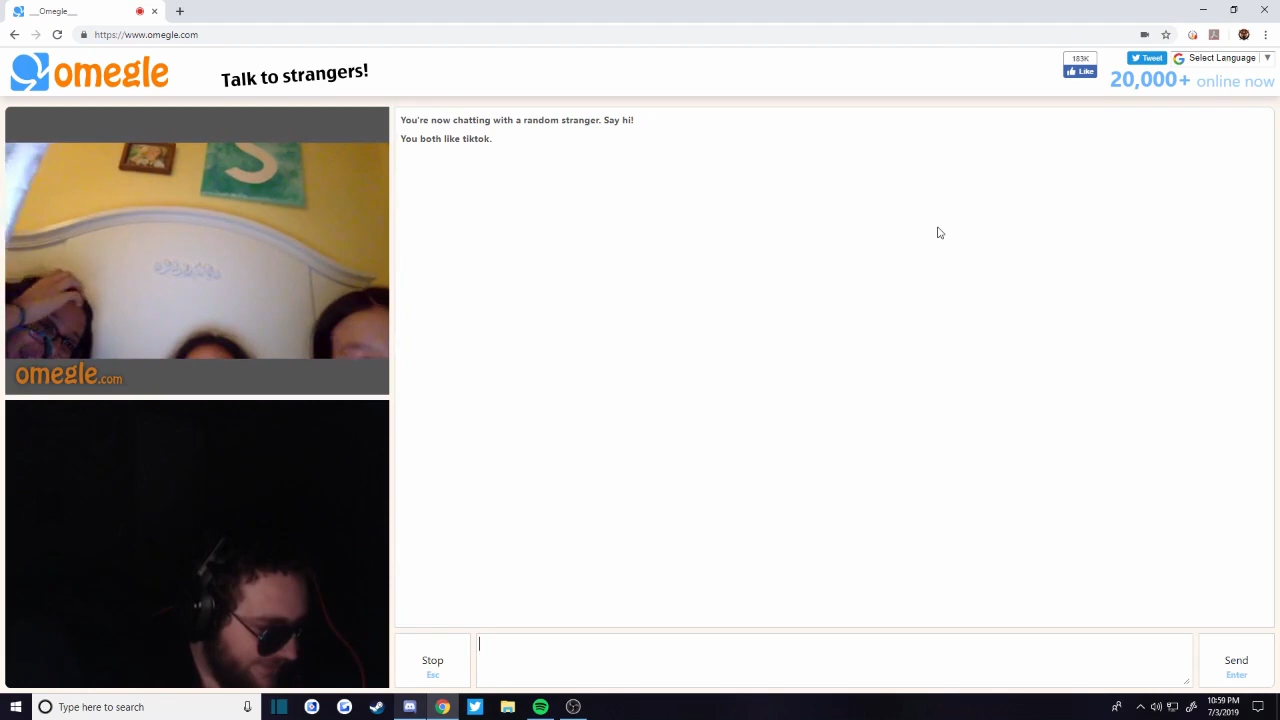 __Omegle__
https://www.omegle.com
omegle
Talk to strangers!
183K
Like
Tweet
Select Language
20,000+ online now
You're now chatting with a random stranger. Say hi!
You both like tiktok.
S
omegle.com
Stop
Esc
Send
Enter
Type here to search
10:59 PM
7/3/2019